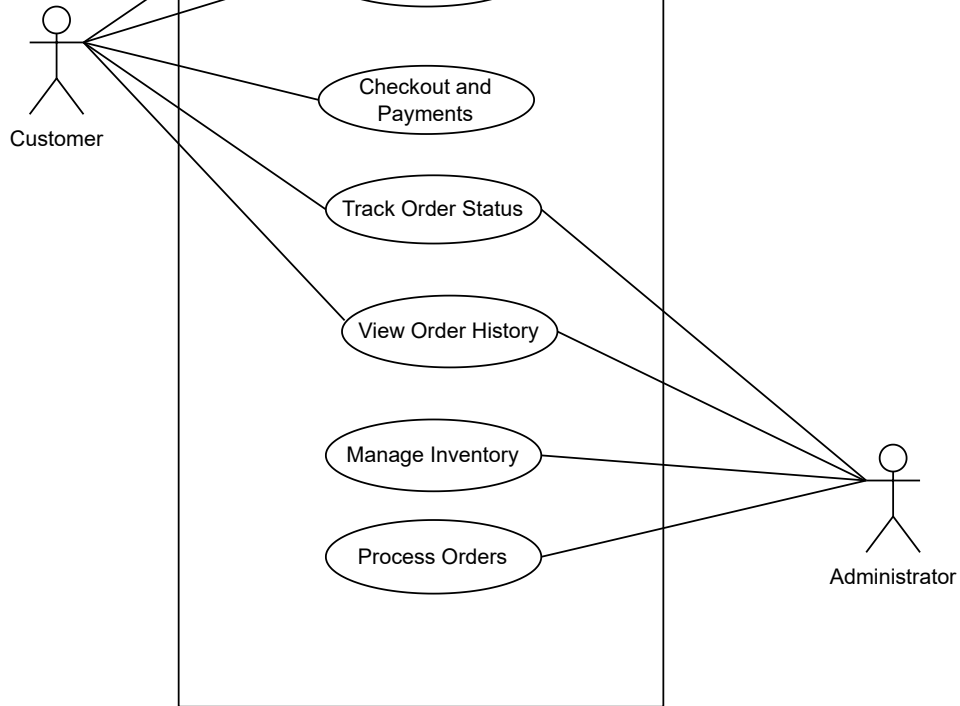 Checkout and
Payments
Customer
Track Order Status
View Order History
Manage Inventory
Process Orders
Administrator